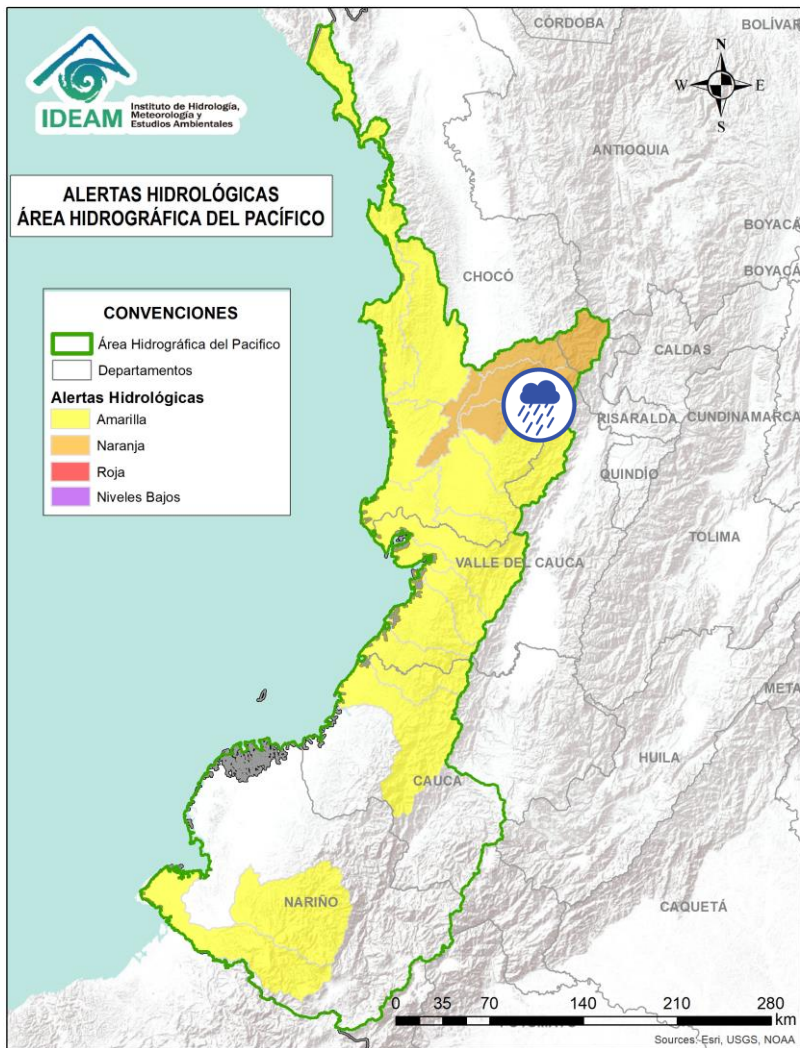 CÓRDOBA
BOLÍVAR
IDEAM
Instituto de Hidrología,
Meteorología y
Estudios Ambientales
N
W E
S
ANTIOQUIA
ALERTAS HIDROLÓGICAS
ÁREA HIDROGRÁFICA DEL PACÍFICO
BOYACÁ
BOYACÁ
CHOCÓ
CONVENCIONES
Área Hidrográfica del Pacifico
Departamentos
Alertas Hidrológicas
Amarilla
Naranja
Roja
Niveles Bajos
CALDAS
RISARALDA
CUNDINAMARCA
QUINDÍO
TOLIMA
VALLE DEL CAUCA
META
HUILA
CAUCA
NARIÑO
CAQUETÁ
0 35 70 140 210 280
km
Sources: Esri, USGS, NOAA